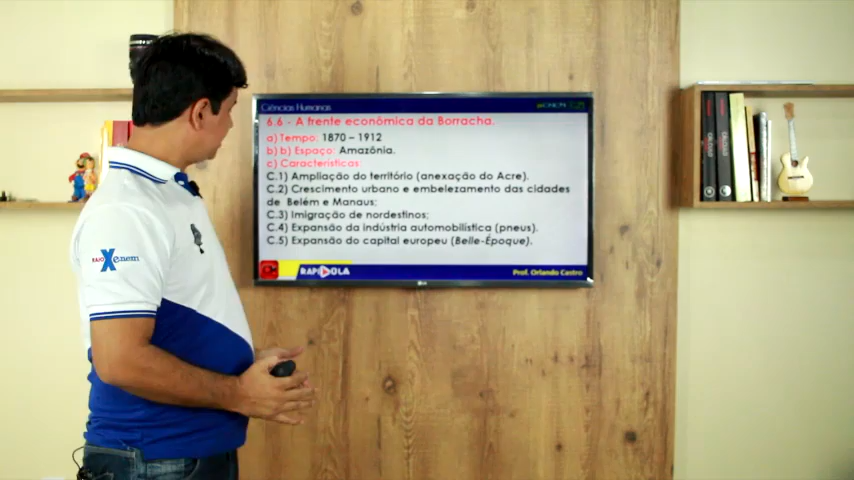 Ciências Humanas
6.6 - A frente econômica da Borracha.
a) Tempo: 1870 – 1912
b) b) Espaço: Amazônia.
c) Características:
C.1) Ampliação do território (anexação do Acre).
C.2) Crescimento urbano e embelezamento das cidades
de Belém e Manaus;
C.3) Imigração de nordestinos;
C.4) Expansão da indústria automobilística (pneus).
C.5) Expansão do capital europeu (Belle-Époque).
Prof. Orlando Castro
RAIO X enem